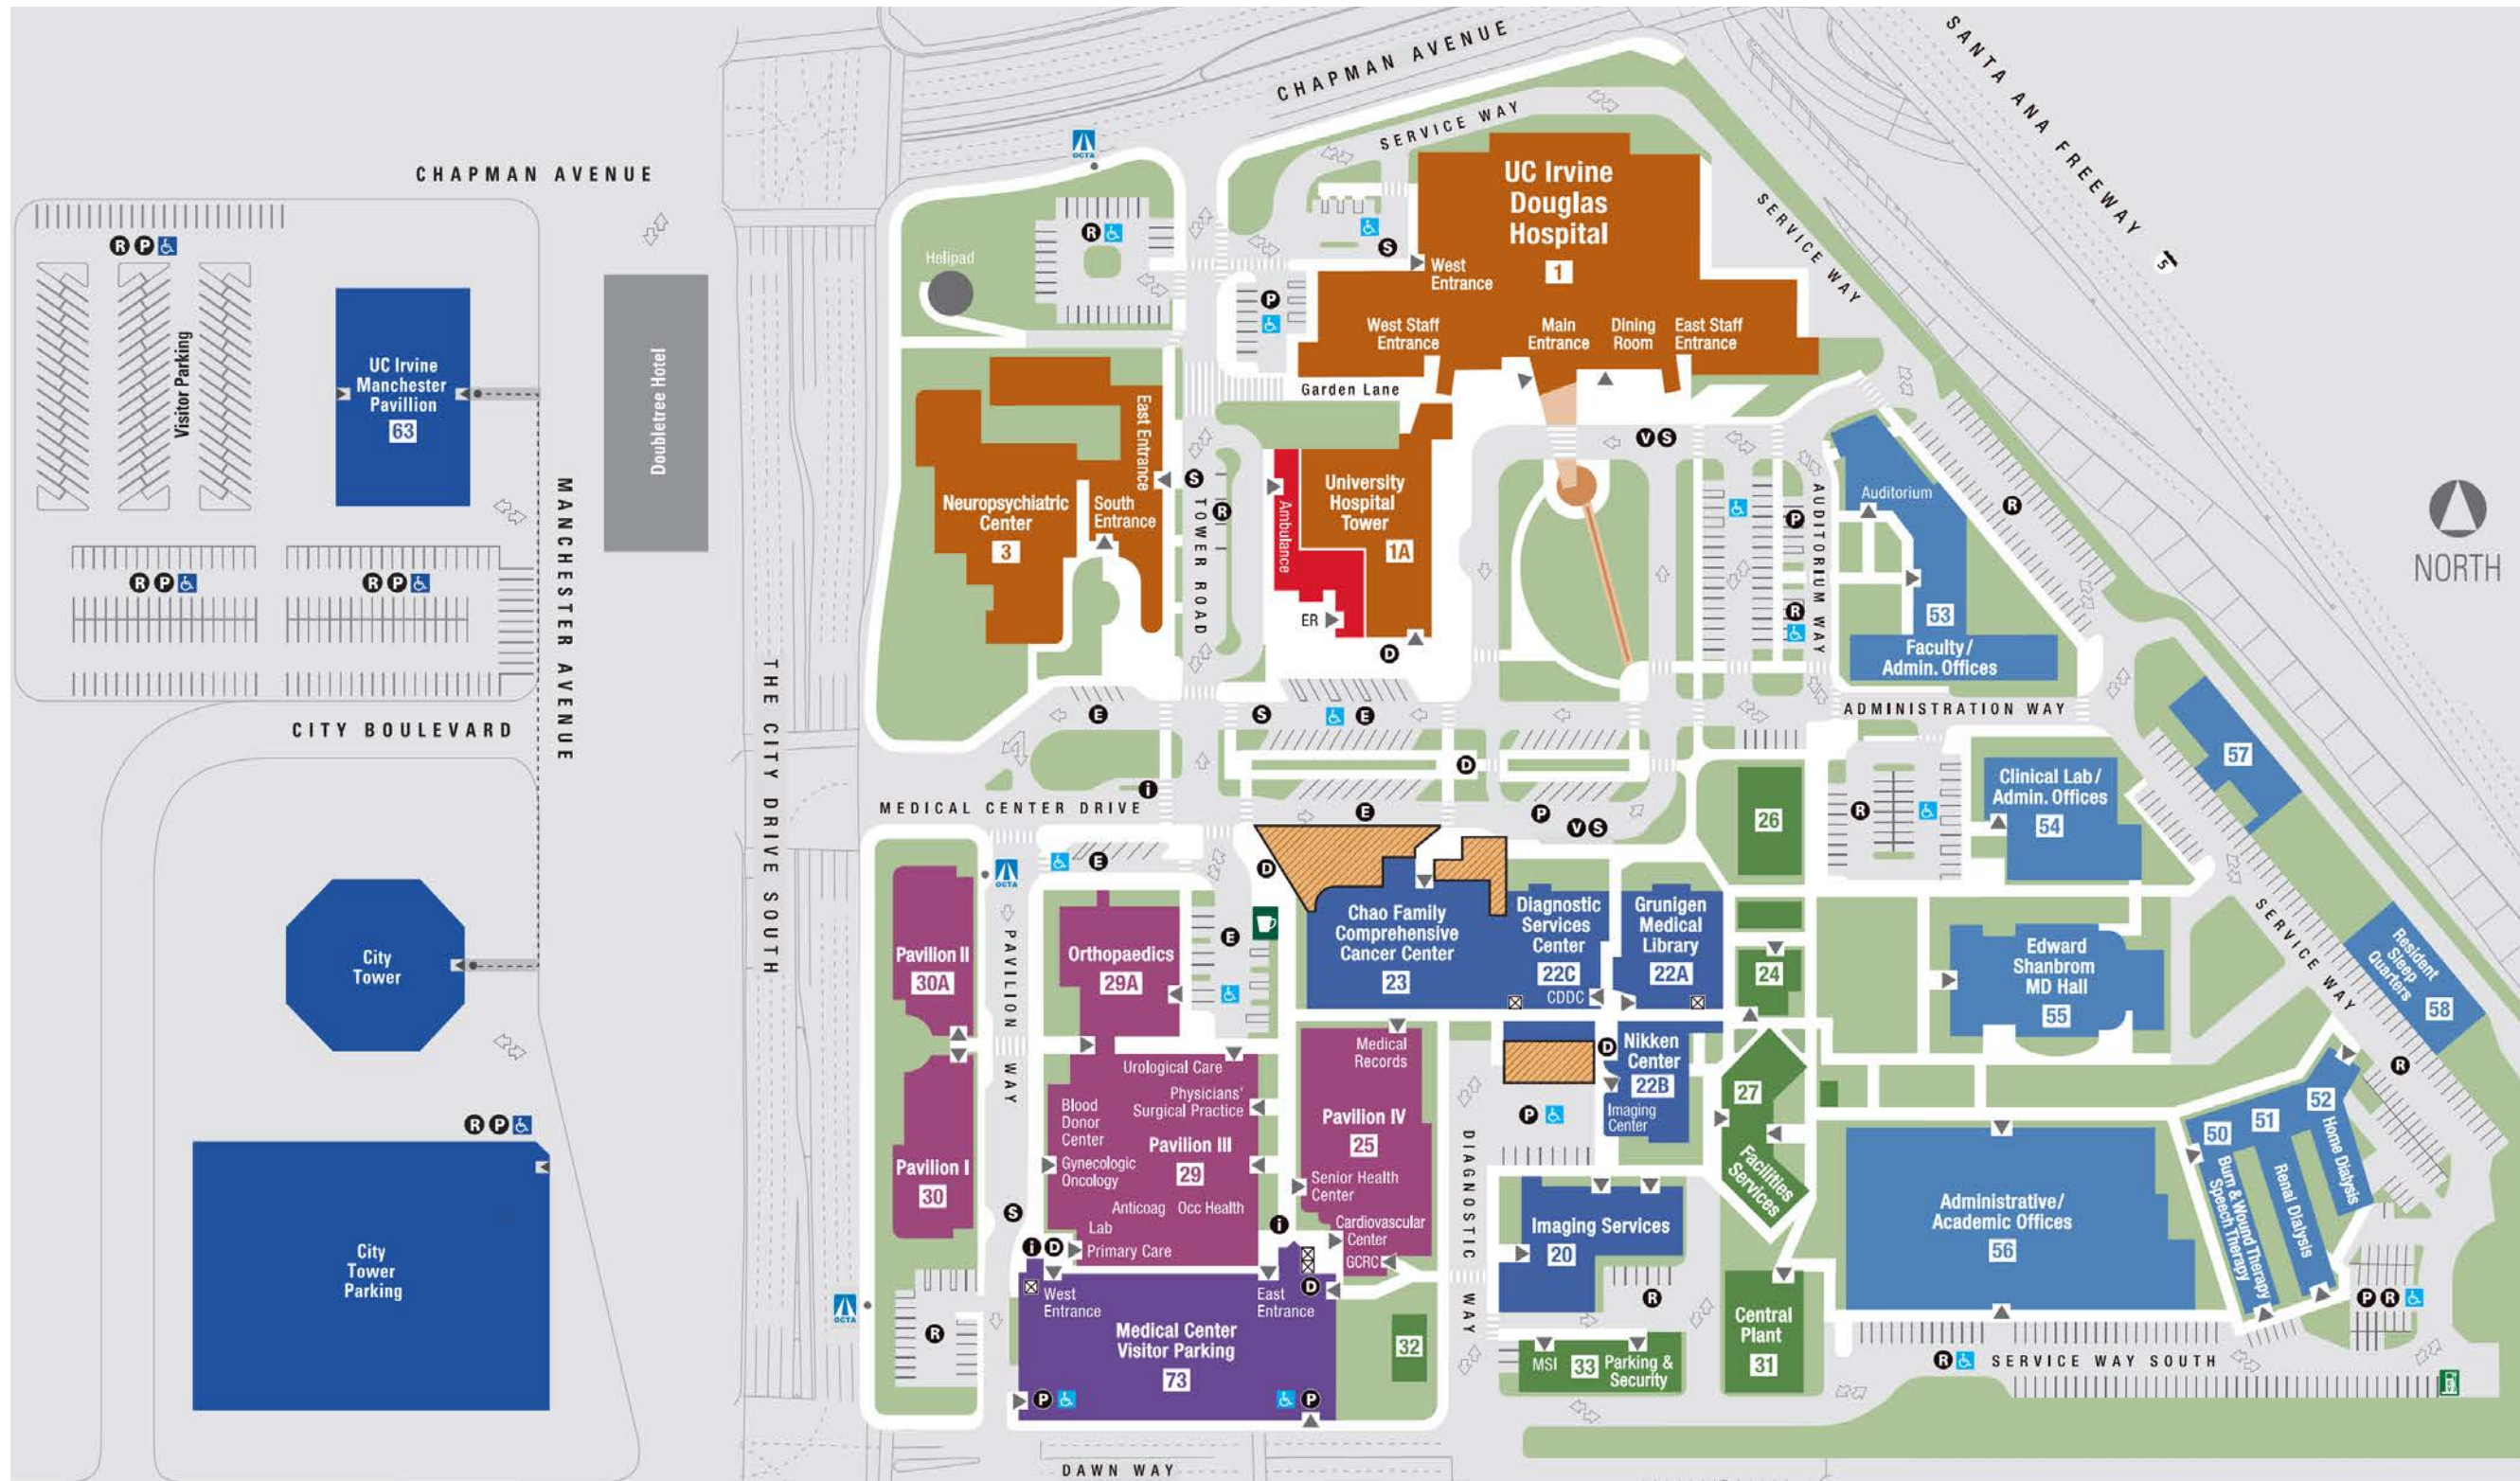 CHAPMAN AVENUE
SANTA ANA FREEWAY
5
SERVICE WAY
OCTA
CHAPMAN AVENUE
UC Irvine
Douglas
Hospital
1
SERVICE WAY
R P
R
S
West
Entrance
Helipad
P
West Staff
Entrance
Main
Entrance
Dining
Room
East Staff
Entrance
Visitor Parking
UC Irvine
Manchester
Pavillion
63
Doubletree Hotel
Garden Lane
East Entrance
V S
Neuropsychiatric
Center
3
South
Entrance
S
R
TOWER ROAD
Ambulance
University
Hospital
Tower
1A
ER
D
P
R
AUDITORIUM WAY
Auditorium
R
53
Faculty/
Admin. Offices
NORTH
R P
R P
MANCHESTER AVENUE
THE CITY DRIVE SOUTH
CITY BOULEVARD
E
S
E
ADMINISTRATION WAY
57
D
i
MEDICAL CENTER DRIVE
E
P
V S
26
R
Clinical Lab/
Admin. Offices
54
D
E
OCTA
PAVILION WAY
Pavilion II
30A
Orthopaedics
29A
E
Chao Family
Comprehensive
Cancer Center
23
Diagnostic
Services
Center
22C
CDDC
Grunigen
Medical
Library
22A
24
Edward
Shanbrom
MD Hall
55
SERVICE WAY
Resident
Sleep
Quarters
58
City
Tower
Medical
Records
D
Nikken
Center
22B
Imaging
Center
27
Facilities
Services
R
Urological Care
Physicians'
Surgical Practice
Blood
Donor
Center
Pavilion III
29
Gynecologic
Oncology
Anticoag
Occ Health
Lab
Primary Care
Pavilion IV
25
Senior Health
Center
Cardiovascular
Center
GCRC
P
DIAGNOSTIC WAY
R P
Pavilion I
30
S
i D
i
D
Imaging Services
20
R
50
Burn & Wound Therapy
Speech Therapy
51
Renal Dialysis
52
Home Dialysis
Administrative/
Academic Offices
56
P R
City
Tower
Parking
OCTA
R
West
Entrance
East
Entrance
Medical Center
Visitor Parking
73
P
P
32
MSI
33
Parking &
Security
Central
Plant
31
R
SERVICE WAY SOUTH
DAWN WAY